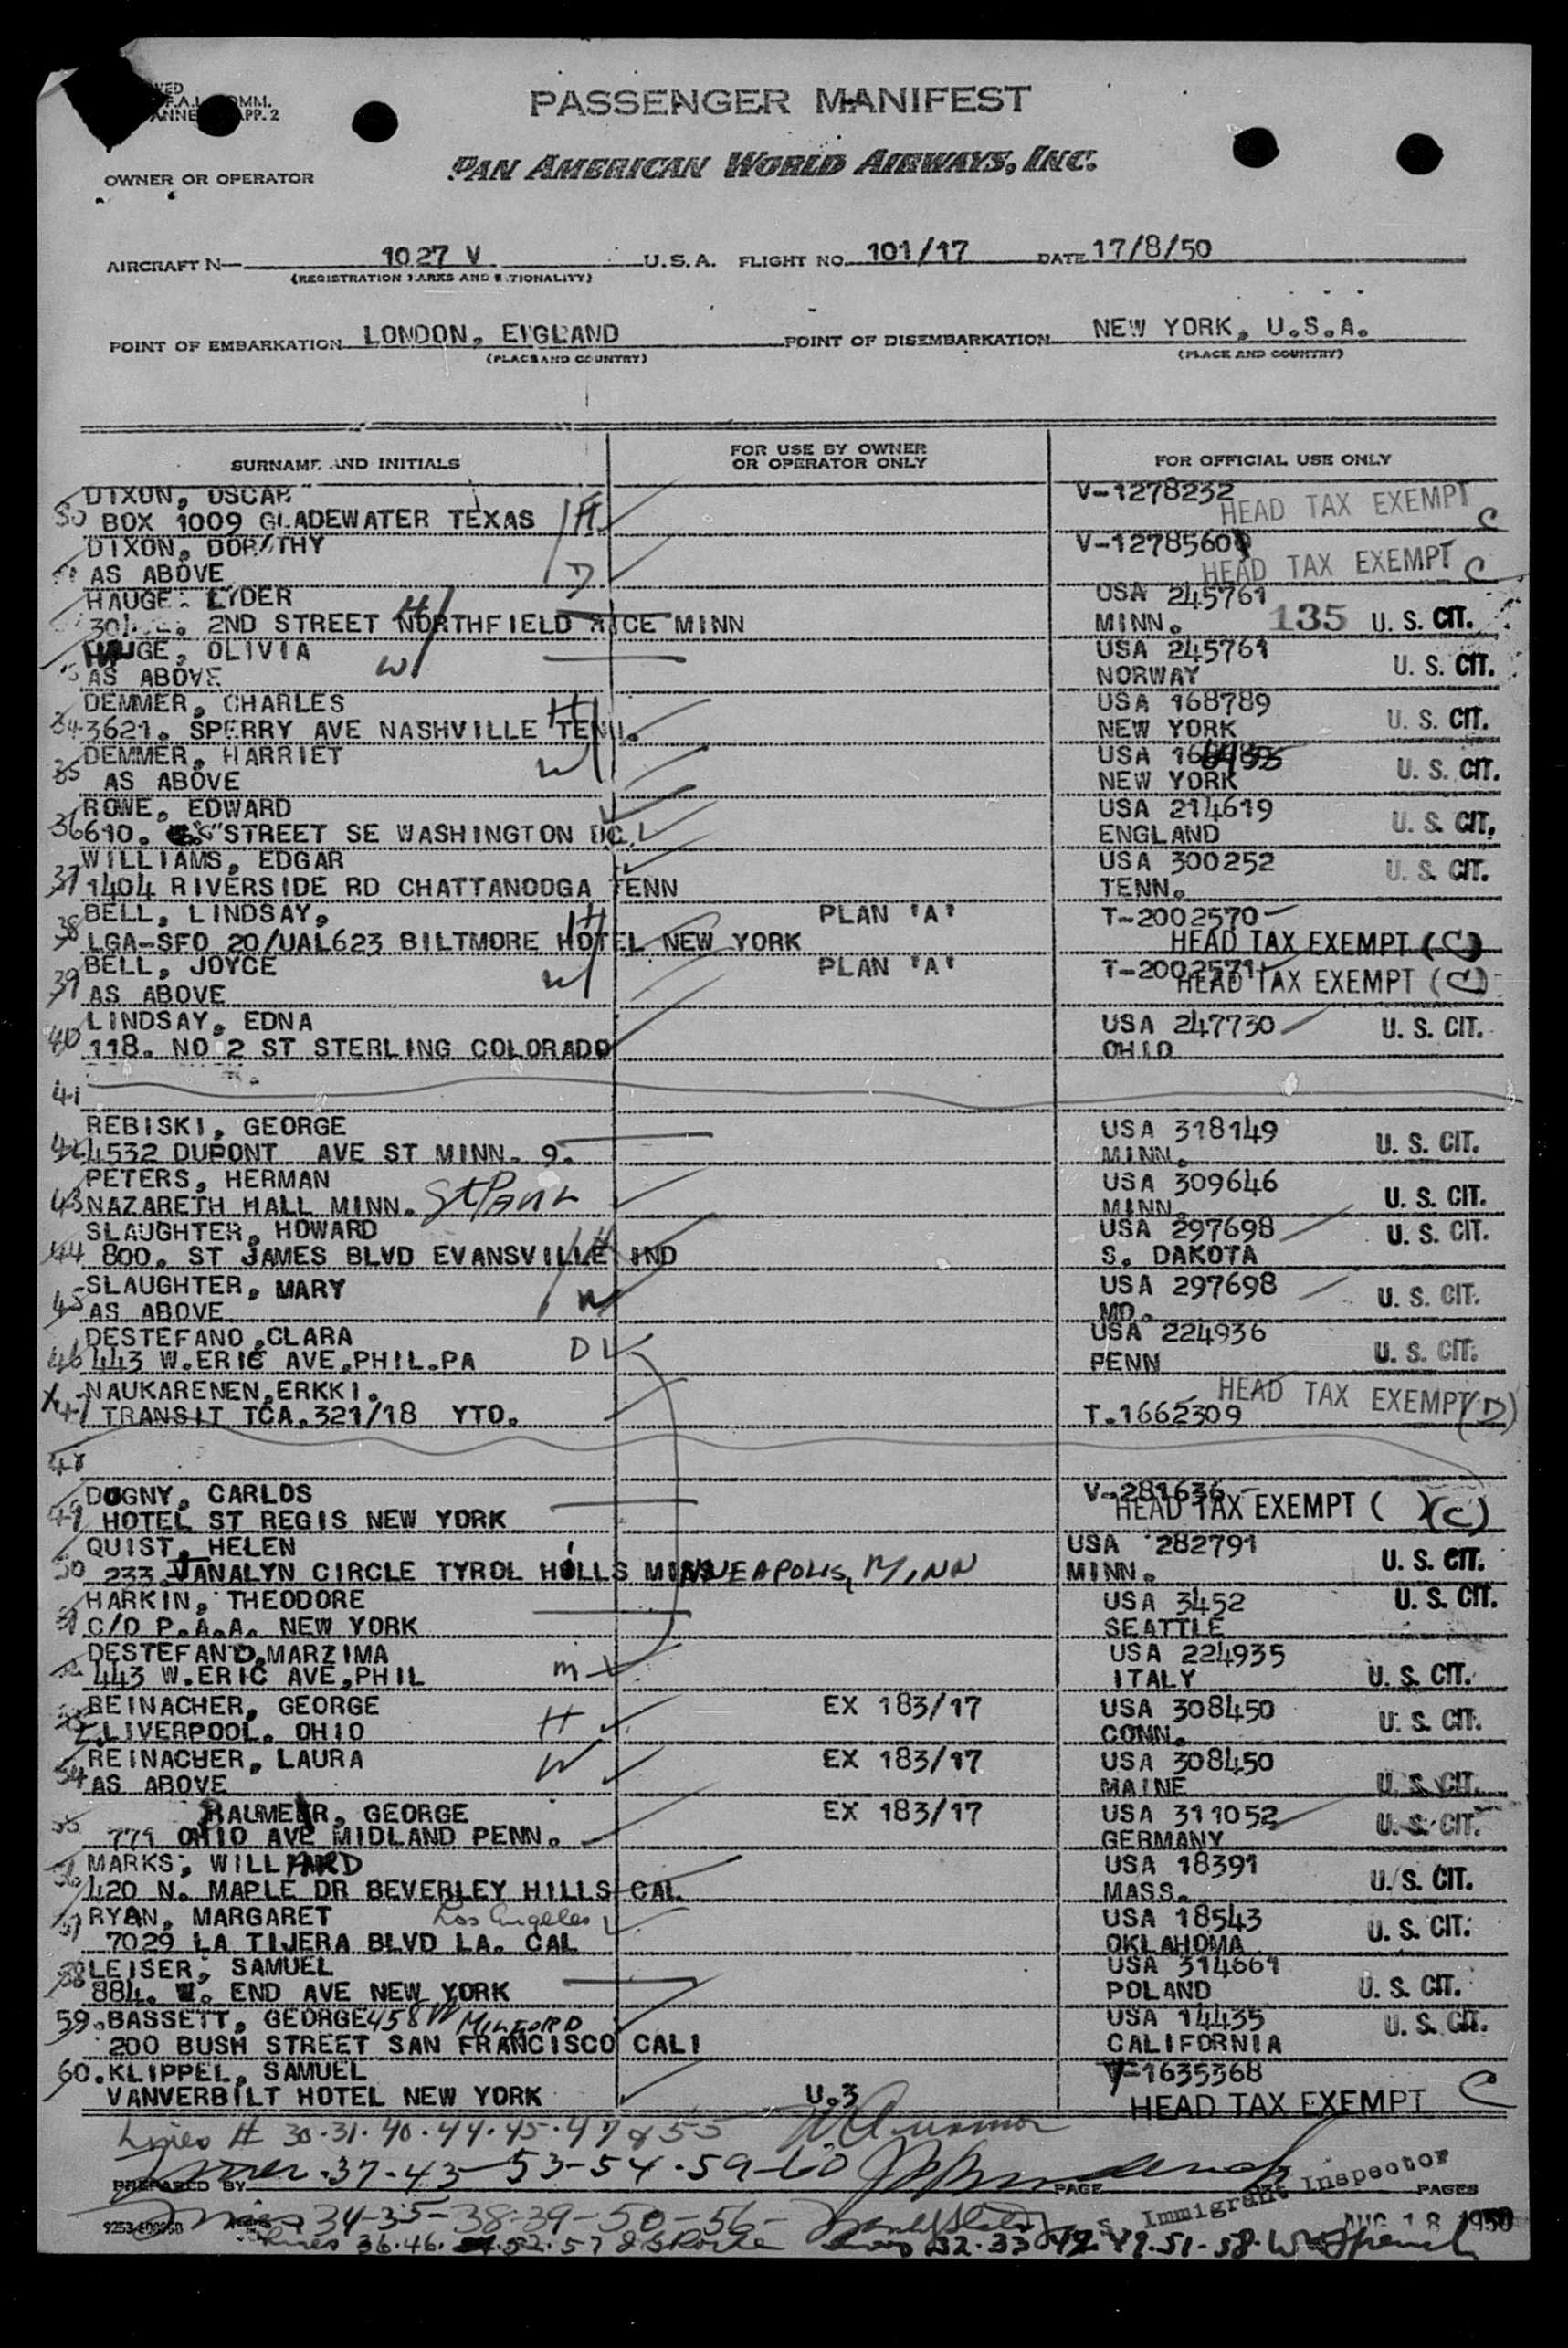 PASSENGER MANIFEST
PAN AMERICAN WORLD AIRWAYS, INC.
OWNER OR OPERATOR
AIRCRAFT N— 1027 V U.S.A. FLIGHT NO. 101/17 DATE 17/8/50
(REGISTRATION MARKS AND NATIONALITY)
POINT OF EMBARKATION LONDON, ENGLAND POINT OF DISEMBARKATION NEW YORK, U.S.A.
(PLACE AND COUNTRY) (PLACE AND COUNTRY)
SURNAME AND INITIALS FOR USE BY OWNER OR OPERATOR ONLY FOR OFFICIAL USE ONLY
DIXON, OSCAR V-1278232 HEAD TAX EXEMPT C
30 BOX 1009 GLADEWATER TEXAS H
DIXON, DOROTHY V-1278560 HEAD TAX EXEMPT C
31 AS ABOVE D
HAUGE. LYDER H USA 245761
2ND STREET NORTHFIELD RICE MINN MINN. 135 U. S. CIT.
HAUGE, OLIVIA W USA 245761
AS ABOVE NORWAY U. S. CIT.
DEMMER, CHARLES H USA 168789
34 3621. SPERRY AVE NASHVILLE TENN. NEW YORK U. S. CIT.
DEMMER, HARRIET W USA
35 AS ABOVE NEW YORK U. S. CIT.
ROWE, EDWARD USA 214619
36 610. "S" STREET SE WASHINGTON DC. ENGLAND U. S. CIT.
WILLIAMS, EDGAR USA 300252
37 1404 RIVERSIDE RD CHATTANOOGA TENN TENN. U. S. CIT.
BELL, LINDSAY, H PLAN 'A' T-2002570
38 LGA-SFO 20/UAL623 BILTMORE HOTEL NEW YORK HEAD TAX EXEMPT (C)
BELL, JOYCE W PLAN 'A' T-2002571
39 AS ABOVE HEAD TAX EXEMPT (C)
LINDSAY, EDNA USA 247730 U. S. CIT.
40 118. NO 2 ST STERLING COLORADO OHIO
41
REBISKI, GEORGE USA 318149
42 4532 DUPONT AVE ST MINN. 9. MINN. U. S. CIT.
PETERS, HERMAN USA 309646
43 NAZARETH HALL MINN. St PAUL MINN. U. S. CIT.
SLAUGHTER, HOWARD H USA 297698 U. S. CIT.
44 800. ST JAMES BLVD EVANSVILLE IND S. DAKOTA
SLAUGHTER, MARY USA 297698
45 AS ABOVE W MD. U. S. CIT.
DESTEFANO, CLARA D USA 224936
46 443 W.ERIE AVE,PHIL.PA PENN U. S. CIT.
X NAUKARENEN,ERKKI. HEAD TAX EXEMPT (D)
47 TRANSIT TCA.321/18 YTO. T.1662309
48
DOGNY, CARLOS V-281636
49 HOTEL ST REGIS NEW YORK HEAD TAX EXEMPT ( )(C)
QUIST, HELEN USA 282791
50 233 JANALYN CIRCLE TYROL HILLS MINNEAPOLIS, MINN MINN. U. S. CIT.
HARKIN, THEODORE USA 3452 U. S. CIT.
51 C/O P.A.A. NEW YORK SEATTLE
DESTEFANO,MARZIMA USA 224935
52 443 W.ERIC AVE,PHIL m ITALY U. S. CIT.
REINACHER, GEORGE EX 183/17 USA 308450
53 E.LIVERPOOL. OHIO H CONN. U. S. CIT.
REINACHER, LAURA W EX 183/17 USA 308450
54 AS ABOVE MAINE U. S. CIT.
BAUMER, GEORGE EX 183/17 USA 311052
55 771 OHIO AVE MIDLAND PENN. GERMANY U. S. CIT.
MARKS, WILLARD USA 18391
56 420 N. MAPLE DR BEVERLEY HILLS CAL MASS. U. S. CIT.
RYAN, MARGARET Los Angeles USA 18543
57 7029 LA TIJERA BLVD LA. CAL OKLAHOMA U. S. CIT.
LEISER, SAMUEL USA 314661
58 884. W. END AVE NEW YORK POLAND U. S. CIT.
59. BASSETT, GEORGE 458 W MILFORD USA 14435
200 BUSH STREET SAN FRANCISCO CALI CALIFORNIA U. S. CIT.
60. KLIPPEL, SAMUEL V-1635368
VANVERBILT HOTEL NEW YORK U.3 HEAD TAX EXEMPT C
Lines # 30-31-40-44-45-47 & 55
37-43-53-54-59-60
PREPARED BY PAGE PAGES
Immigrant Inspector
34-35-38-39-50-56- AUG 18 1950
Lines 36.46. 52.57 Lines 32.33 42.49.51-58.